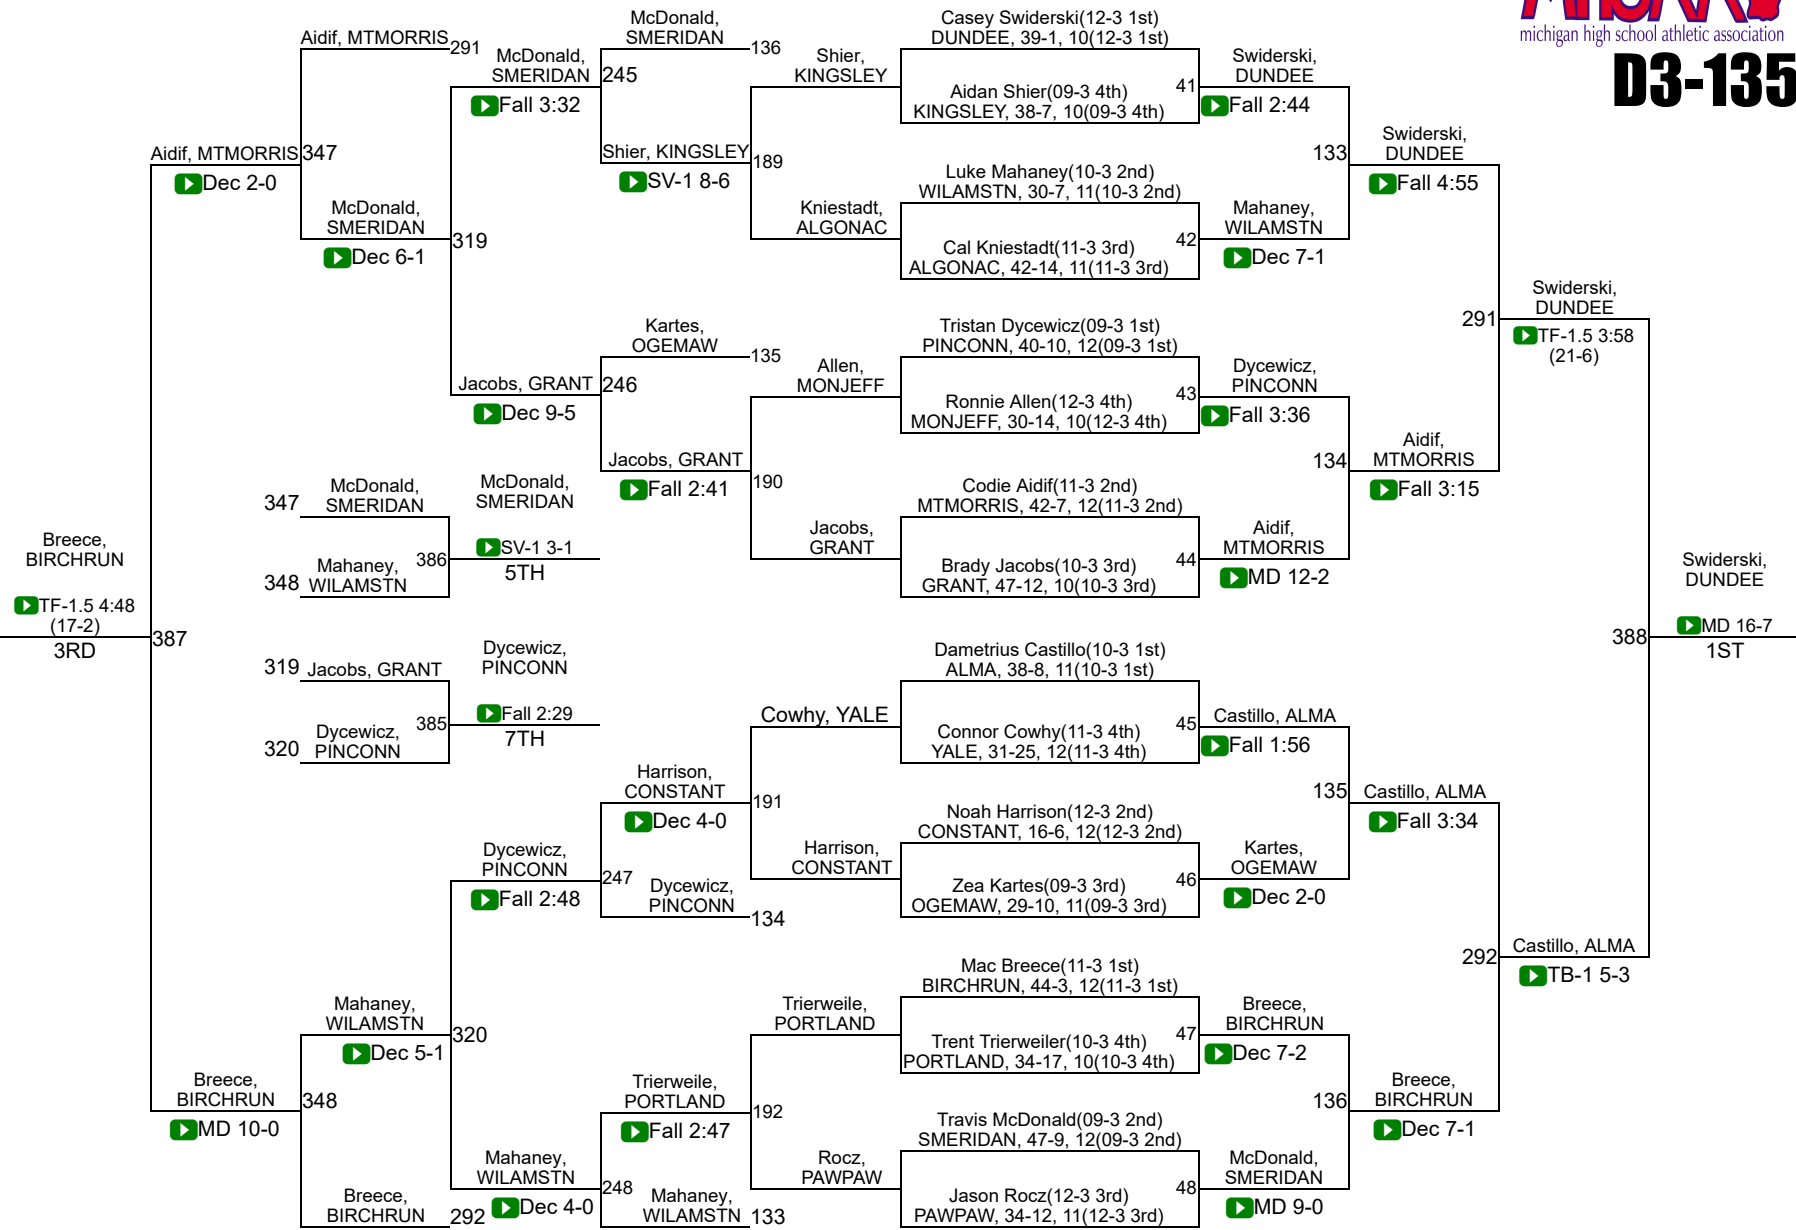 michigan high school athletic association
D3-135
Breece,
BIRCHRUN
TF-1.5 4:48
(17-2)
3RD
387
Aidif, MTMORRIS
Dec 2-0
Breece,
BIRCHRUN
MD 10-0
Aidif, MTMORRIS
291
347
McDonald,
SMERIDAN
Dec 6-1
347
McDonald,
SMERIDAN
348
Mahaney,
WILAMSTN
386
McDonald,
SMERIDAN
SV-1 3-1
5TH
319
Jacobs, GRANT
320
Dycewicz,
PINCONN
385
Dycewicz,
PINCONN
Fall 2:29
7TH
Mahaney,
WILAMSTN
Dec 5-1
348
Breece,
BIRCHRUN
292
McDonald,
SMERIDAN
Fall 3:32
319
Jacobs, GRANT
Dec 9-5
Dycewicz,
PINCONN
Fall 2:48
320
Mahaney,
WILAMSTN
Dec 4-0
McDonald,
SMERIDAN
136
245
Shier, KINGSLEY
SV-1 8-6
Kartes,
OGEMAW
135
246
Jacobs, GRANT
Fall 2:41
Harrison,
CONSTANT
Dec 4-0
247
Dycewicz,
PINCONN
134
Trierweile,
PORTLAND
Fall 2:47
248
Mahaney,
WILAMSTN
133
Shier,
KINGSLEY
189
Kniestadt,
ALGONAC
Allen,
MONJEFF
190
Jacobs,
GRANT
Cowhy, YALE
191
Harrison,
CONSTANT
Trierweile,
PORTLAND
192
Rocz,
PAWPAW
Casey Swiderski(12-3 1st)
DUNDEE, 39-1, 10(12-3 1st)
Aidan Shier(09-3 4th)
KINGSLEY, 38-7, 10(09-3 4th)
41
Luke Mahaney(10-3 2nd)
WILAMSTN, 30-7, 11(10-3 2nd)
Cal Kniestadt(11-3 3rd)
ALGONAC, 42-14, 11(11-3 3rd)
42
Tristan Dycewicz(09-3 1st)
PINCONN, 40-10, 12(09-3 1st)
Ronnie Allen(12-3 4th)
MONJEFF, 30-14, 10(12-3 4th)
43
Codie Aidif(11-3 2nd)
MTMORRIS, 42-7, 12(11-3 2nd)
Brady Jacobs(10-3 3rd)
GRANT, 47-12, 10(10-3 3rd)
44
Dametrius Castillo(10-3 1st)
ALMA, 38-8, 11(10-3 1st)
Connor Cowhy(11-3 4th)
YALE, 31-25, 12(11-3 4th)
45
Noah Harrison(12-3 2nd)
CONSTANT, 16-6, 12(12-3 2nd)
Zea Kartes(09-3 3rd)
OGEMAW, 29-10, 11(09-3 3rd)
46
Mac Breece(11-3 1st)
BIRCHRUN, 44-3, 12(11-3 1st)
Trent Trierweiler(10-3 4th)
PORTLAND, 34-17, 10(10-3 4th)
47
Travis McDonald(09-3 2nd)
SMERIDAN, 47-9, 12(09-3 2nd)
Jason Rocz(12-3 3rd)
PAWPAW, 34-12, 11(12-3 3rd)
48
Swiderski,
DUNDEE
Fall 2:44
133
Mahaney,
WILAMSTN
Dec 7-1
Dycewicz,
PINCONN
Fall 3:36
134
Aidif,
MTMORRIS
MD 12-2
Castillo, ALMA
Fall 1:56
135
Kartes,
OGEMAW
Dec 2-0
Breece,
BIRCHRUN
Dec 7-2
136
McDonald,
SMERIDAN
MD 9-0
Swiderski,
DUNDEE
Fall 4:55
291
Aidif,
MTMORRIS
Fall 3:15
Castillo, ALMA
Fall 3:34
292
Breece,
BIRCHRUN
Dec 7-1
Swiderski,
DUNDEE
TF-1.5 3:58
(21-6)
388
Castillo, ALMA
TB-1 5-3
Swiderski,
DUNDEE
MD 16-7
1ST